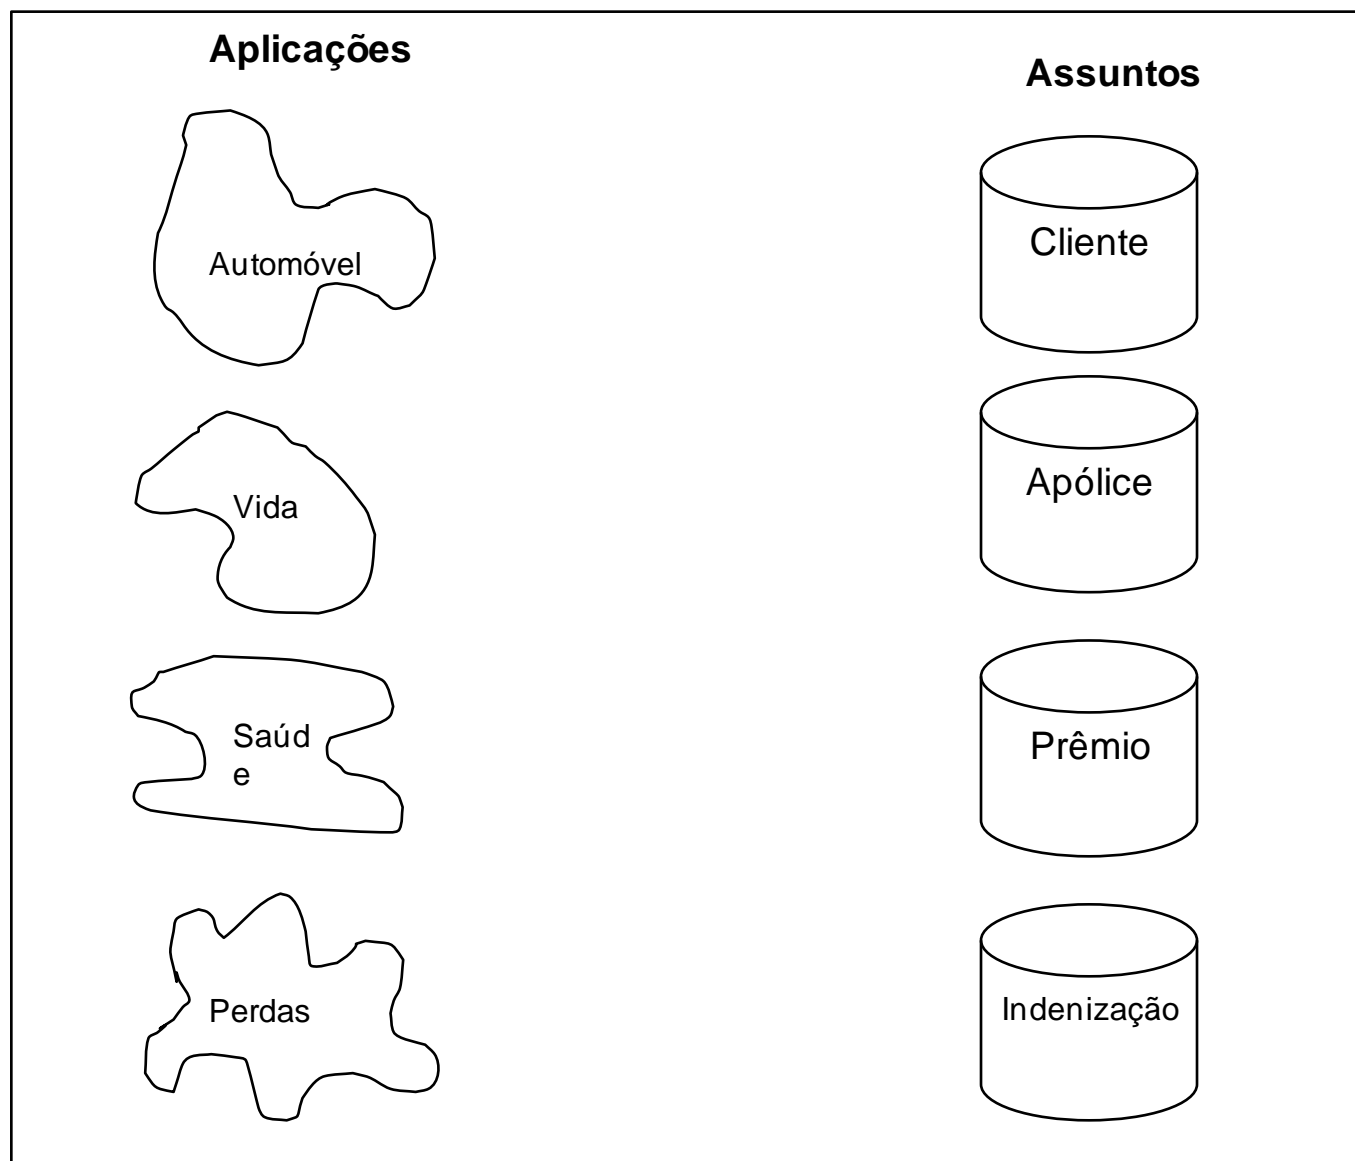 Aplicações
Automóvel
Vida
Saúd
e
Perdas
Assuntos
Cliente
Apólice
Prêmio
Indenização